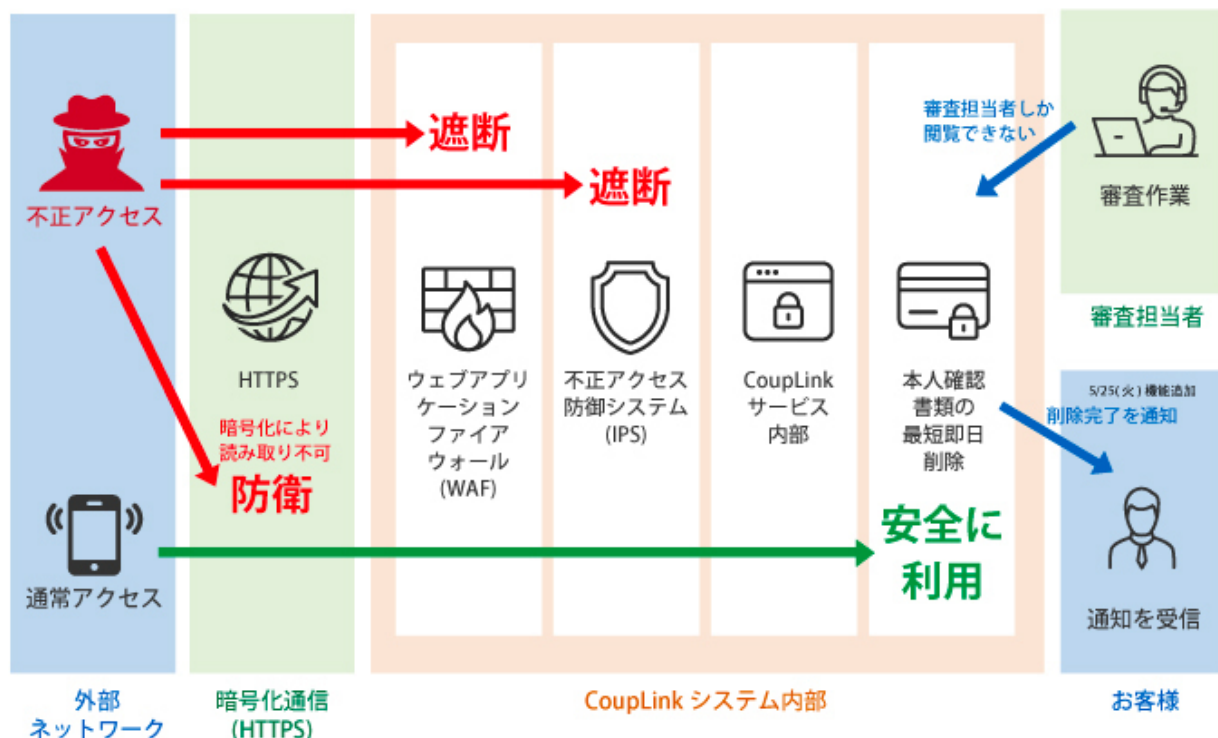 不正アクセス
通常アクセス
外部
ネットワーク
HTTPS
暗号化により
読み取り不可
防衛
暗号化通信
(HTTPS)
遮断
遮断
ウェブアプリ
ケーション
ファイア
ウォール
(WAF)
不正アクセス
防御システム
(IPS)
CoupLink
サービス
内部
本人確認
書類の
最短即日
削除
安全に
利用
CoupLink システム内部
審査担当者しか
閲覧できない
審査作業
審査担当者
5/25(火)機能追加
削除完了を通知
通知を受信
お客様